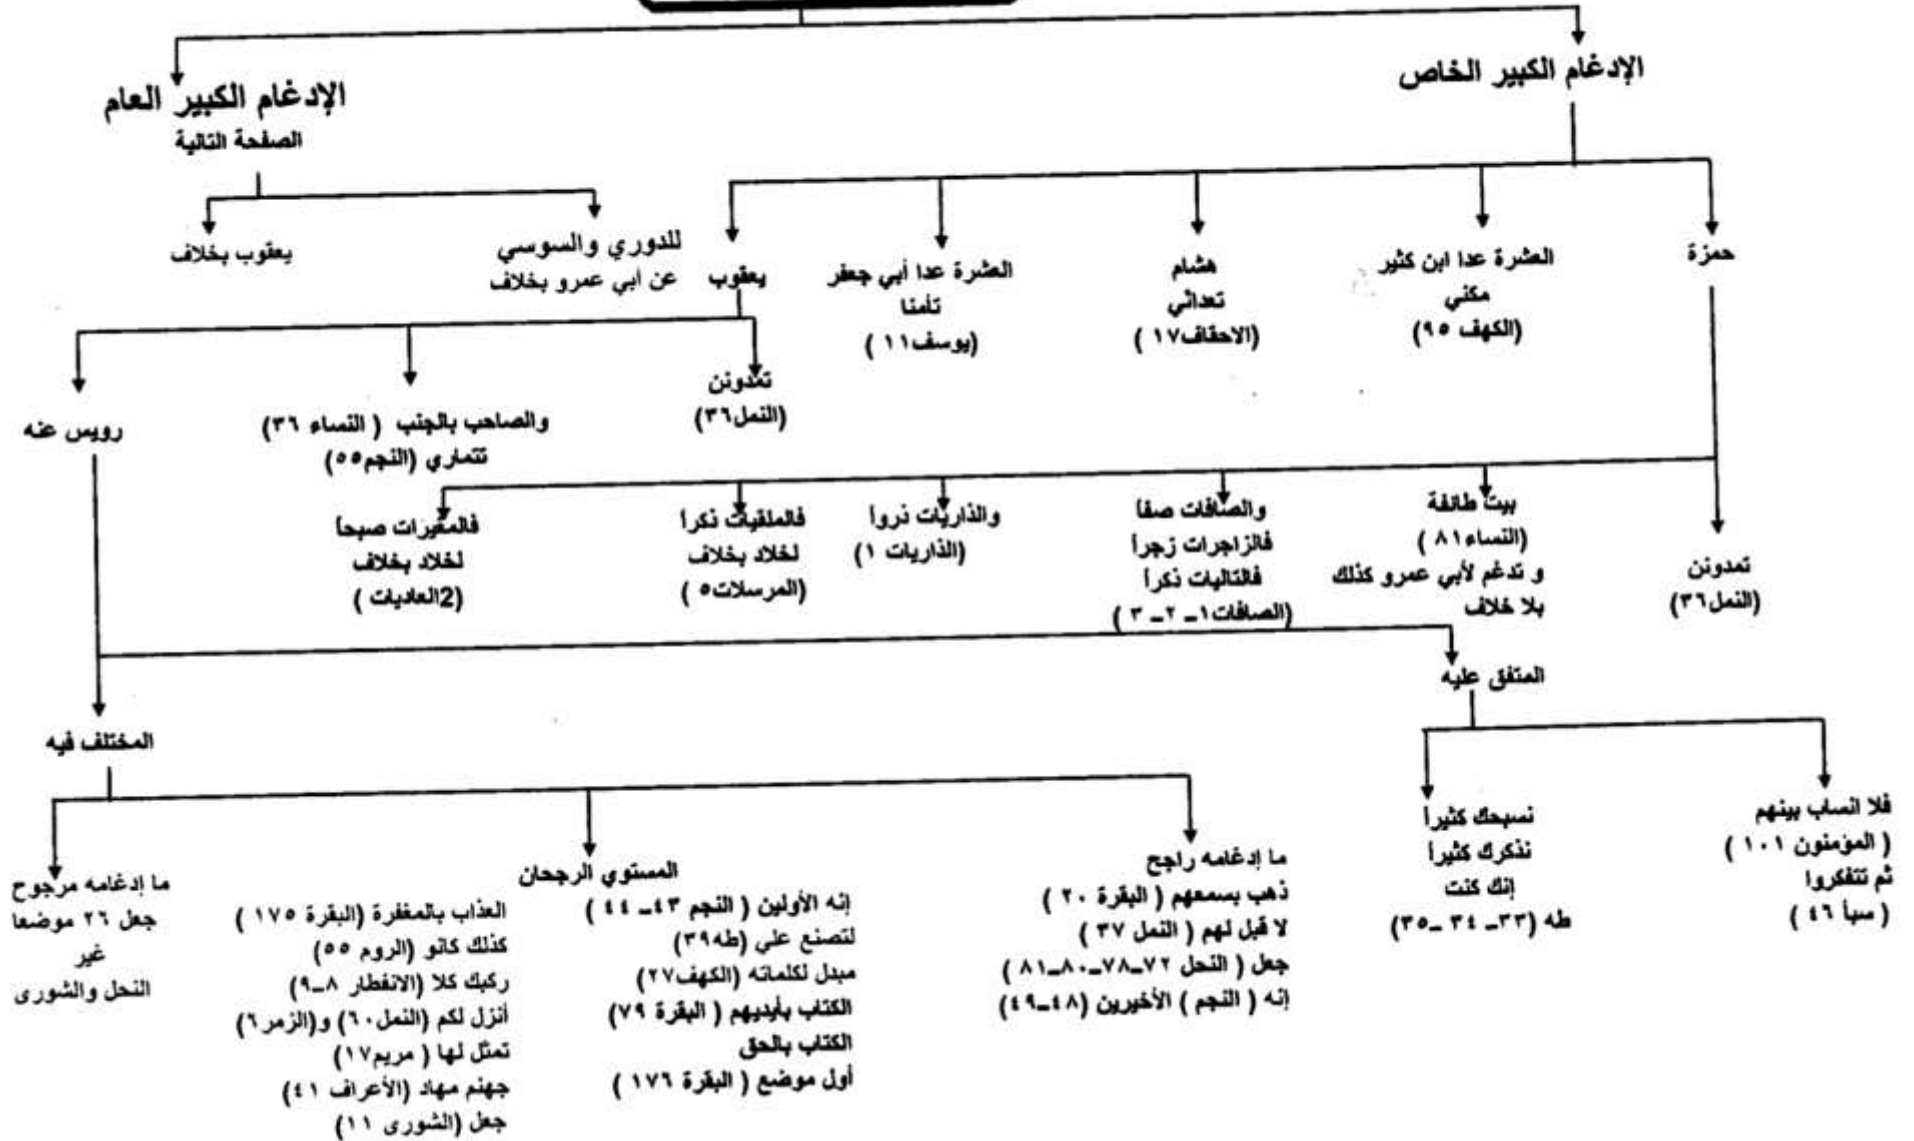 الإدغام الكبير الخاص
الإدغام الكبير العام
الصفحة التالية
حمزة
العشرة عدا ابن كثير
مكني
(الكهف ٩٥)
هشام
تعدائي
(الاحقاف١٧ )
العشرة عدا أبي جعفر
تأمنا
(يوسف١١ )
يعقوب
للدوري والسوسي
عن ابي عمرو بخلاف
يعقوب بخلاف
تمدونن
(النمل٣٦)
والصاحب بالجنب ( النساء ٣٦)
تتماري (النجم٥٥)
رويس عنه
تمدونن
(النمل٣٦)
بيت طائفة
(النساء٨١ )
و تدغم لأبي عمرو كذلك
بلا خلاف
والصافات صفا
فالزاجرات زجراً
فالتاليات ذكراً
(الصافات١ـ ٢ـ ٣ )
والذاريات ذرواً
(الذاريات ١)
فالملقيات ذكراً
لخلاد بخلاف
(المرسلات٥ )
فالمغيرات صبحاً
لخلاد بخلاف
(2العاديات )
المتفق عليه
المختلف فيه
فلا انساب بينهم
( المؤمنون ١٠١ )
ثم تتفكروا
( سبأ ٤٦ )
نسبحك كثيراً
نذكرك كثيراً
إنك كنت
طه (٣٣ـ ٣٤ ـ٣٥)
ما إدغامه راجح
ذهب بسمعهم ( البقرة ٢٠ )
لا قبل لهم ( النمل ٣٧ )
جعل ( النحل ٧٢ـ٧٨ـ٨٠ـ٨١ )
إنه ( النجم ) الأخيرين (٤٨ـ٤٩)
المستوي الرجحان
إنه الأولين ( النجم ٤٣ـ ٤٤ )
لتصنع علي (طه٣٩)
مبدل لكلماته (الكهف٢٧)
الكتاب بأيديهم ( البقرة ٧٩)
الكتاب بالحق
أول موضع ( البقرة ١٧٦ )
العذاب بالمغفرة (البقرة ١٧٥ )
كذلك كانو (الروم ٥٥)
ركبك كلا (الانفطار ٨ـ٩)
أنزل لكم (النمل٦٠) و(الزمر٦)
تمثل لها ( مريم١٧)
جهنم مهاد (الأعراف ٤١)
جعل (الشورى ١١)
ما إدغامه مرجوح
جعل ٢٦ موضعا
غير
النحل والشورى